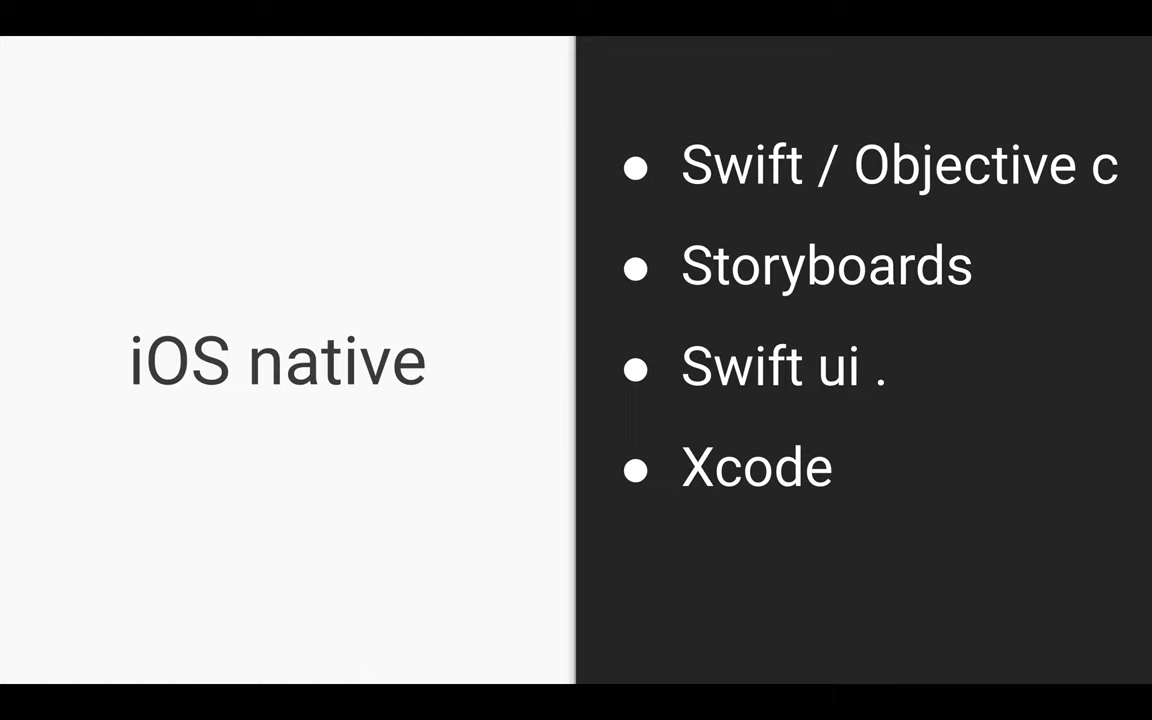 iOS native
● Swift / Objective c
● Storyboards
● Swift ui .
● Xcode